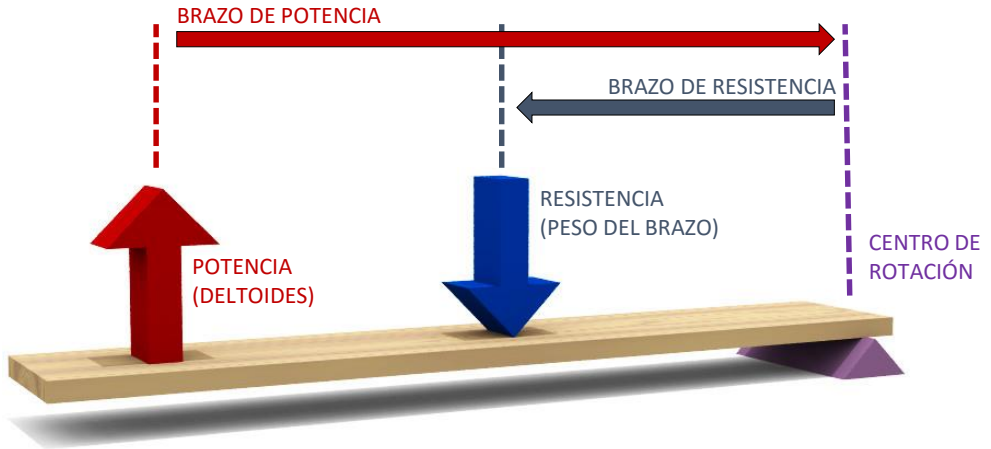 BRAZO DE POTENCIA
BRAZO DE RESISTENCIA
RESISTENCIA
(PESO DEL BRAZO)
CENTRO DE
ROTACIÓN
POTENCIA
(DELTOIDES)